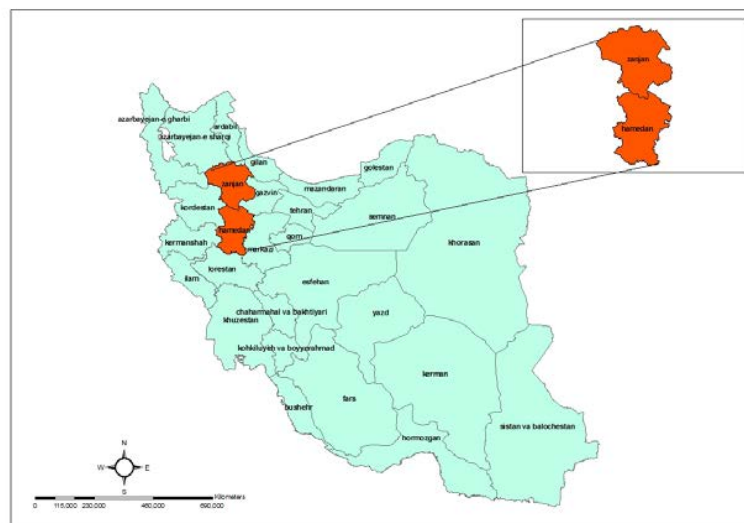 zanjan
hamedan
azarbayejan-e gharbi
ardabil
azarbayejan-e sharqi
gilan
golestan
zanjan
mazandaran
gazvin
kordestan
tehran
semnan
hamedan
qom
khorasan
kermanshah
markazi
lorestan
ilam
esfehan
chaharmahal va bakhtiyari
yazd
khuzestan
kohkiluyeh va boyyerahmad
kerman
fars
bushehr
sistan va balochestan
hormozgan
N
W E
S
Kilometers
0 115,000 230,000 460,000 690,000